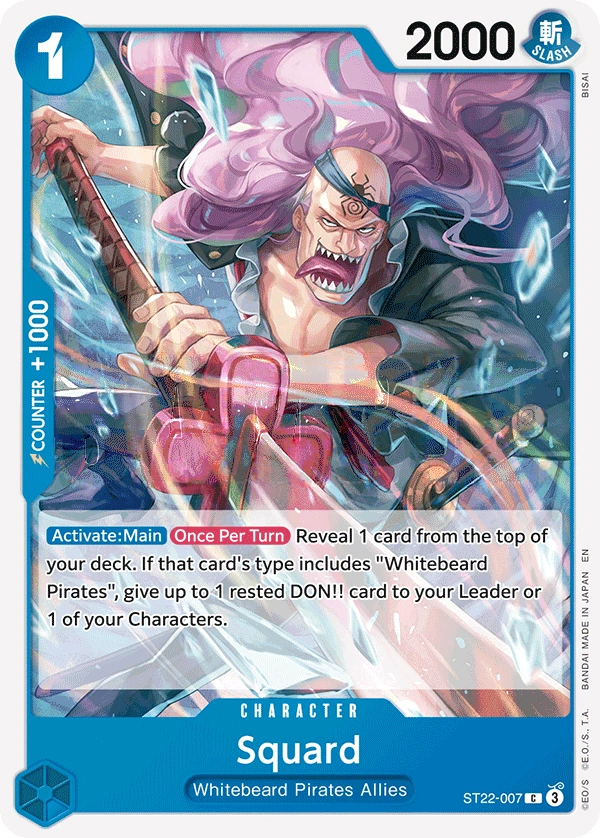 1
2000
斬
SLASH
BISAI
COUNTER +1000
Activate:Main Once Per Turn Reveal 1 card from the top of
your deck. If that card's type includes "Whitebeard
Pirates", give up to 1 rested DON!! card to your Leader or
1 of your Characters.
CHARACTER
Squard
Whitebeard Pirates Allies
ST22-007 C 3
©EO/S ©E.O./S., T.A. BANDAI MADE IN JAPAN EN